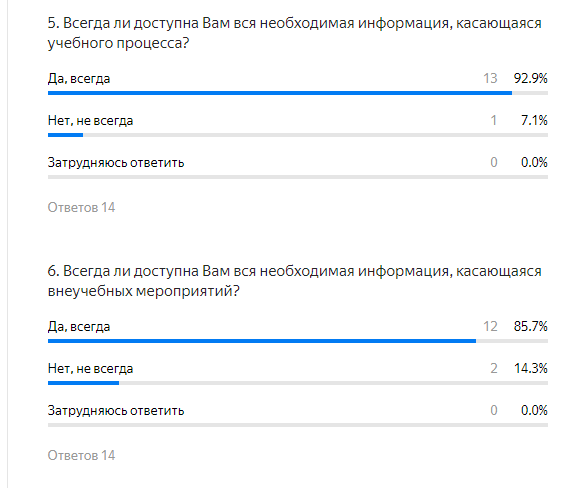 5. Всегда ли доступна Вам вся необходимая информация, касающаяся
учебного процесса?
Да, всегда 13 92.9%
Нет, не всегда 1 7.1%
Затрудняюсь ответить 0 0.0%
Ответов 14
6. Всегда ли доступна Вам вся необходимая информация, касающаяся
внеучебных мероприятий?
Да, всегда 12 85.7%
Нет, не всегда 2 14.3%
Затрудняюсь ответить 0 0.0%
Ответов 14